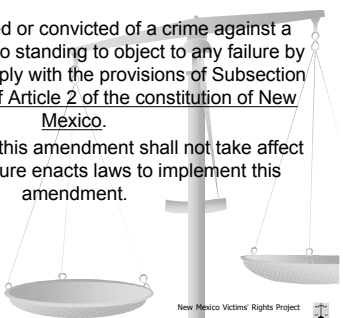 ed or convicted of a crime against a
o standing to object to any failure by
ply with the provisions of Subsection
f Article 2 of the constitution of New
Mexico.
this amendment shall not take affect
ure enacts laws to implement this
amendment.
New Mexico Victims' Rights Project